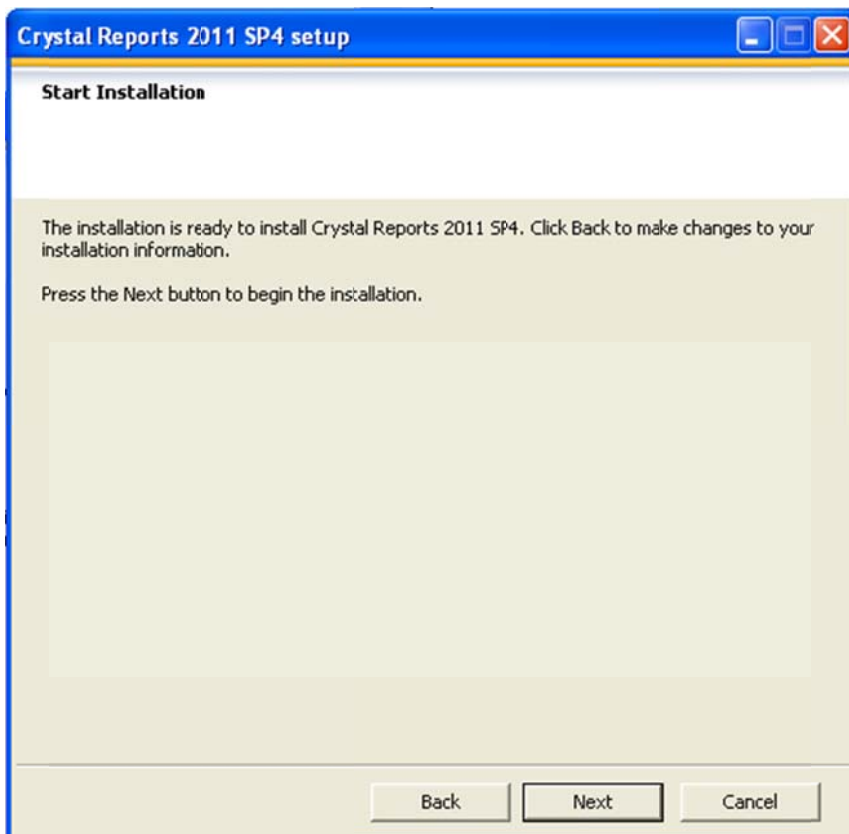 Crystal Reports 2011 SP4 setup
Start Installation
The installation is ready to install Crystal Reports 2011 SP4. Click Back to make changes to your
installation information.
Press the Next button to begin the installation.
Back Next Cancel